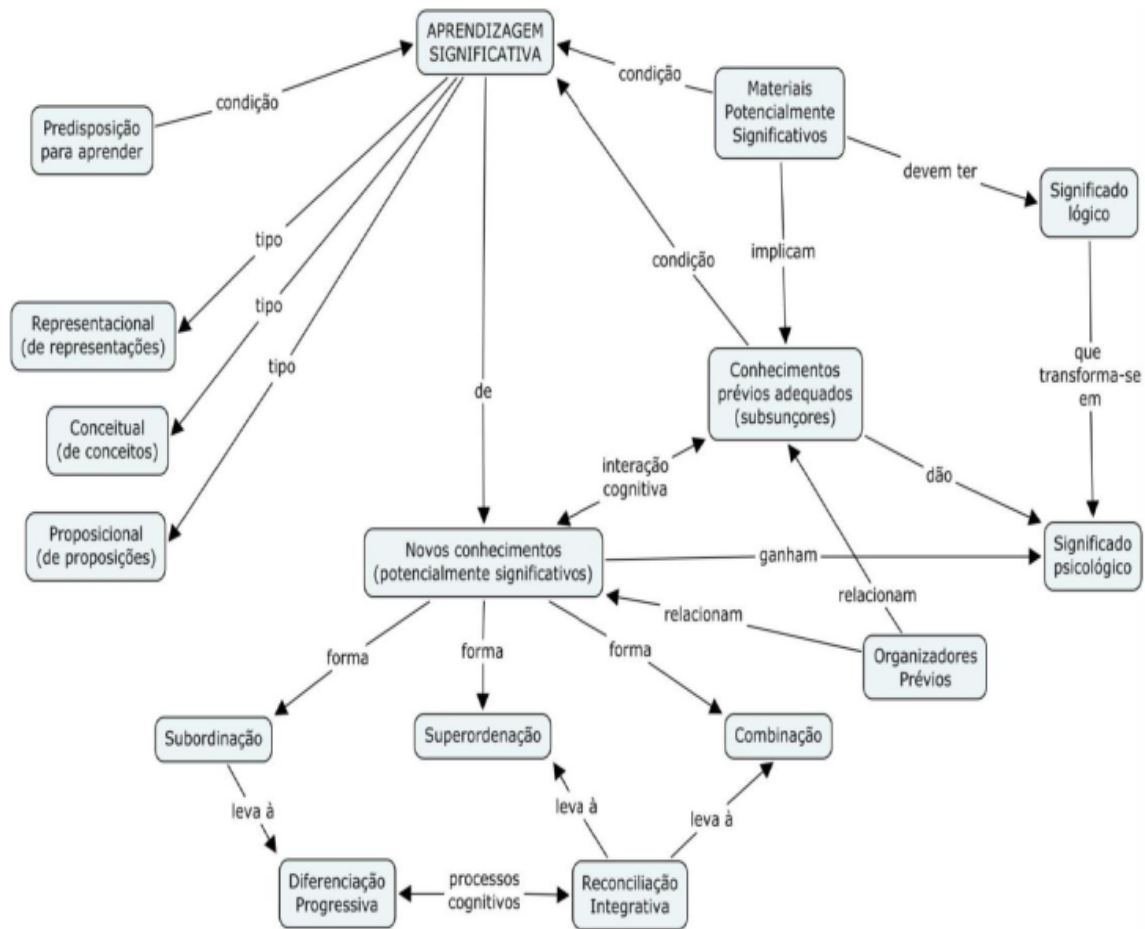 APRENDIZAGEM
SIGNIFICATIVA
condição
condição
Materiais
Potencialmente
Significativos
Predisposição
para aprender
devem ter
Significado
lógico
tipo
condição
implicam
Representacional
(de representações)
tipo
tipo
que
transforma-se
em
Conhecimentos
prévios adequados
(subsunçores)
de
Conceitual
(de conceitos)
interação
cognitiva
dão
Proposicional
(de proposições)
Novos conhecimentos
(potencialmente significativos)
ganham
Significado
psicológico
relacionam
relacionam
forma
forma
forma
Organizadores
Prévios
Subordinação
Superordenação
Combinação
leva à
leva à
leva à
Diferenciação
Progressiva
processos
cognitivos
Reconciliação
Integrativa